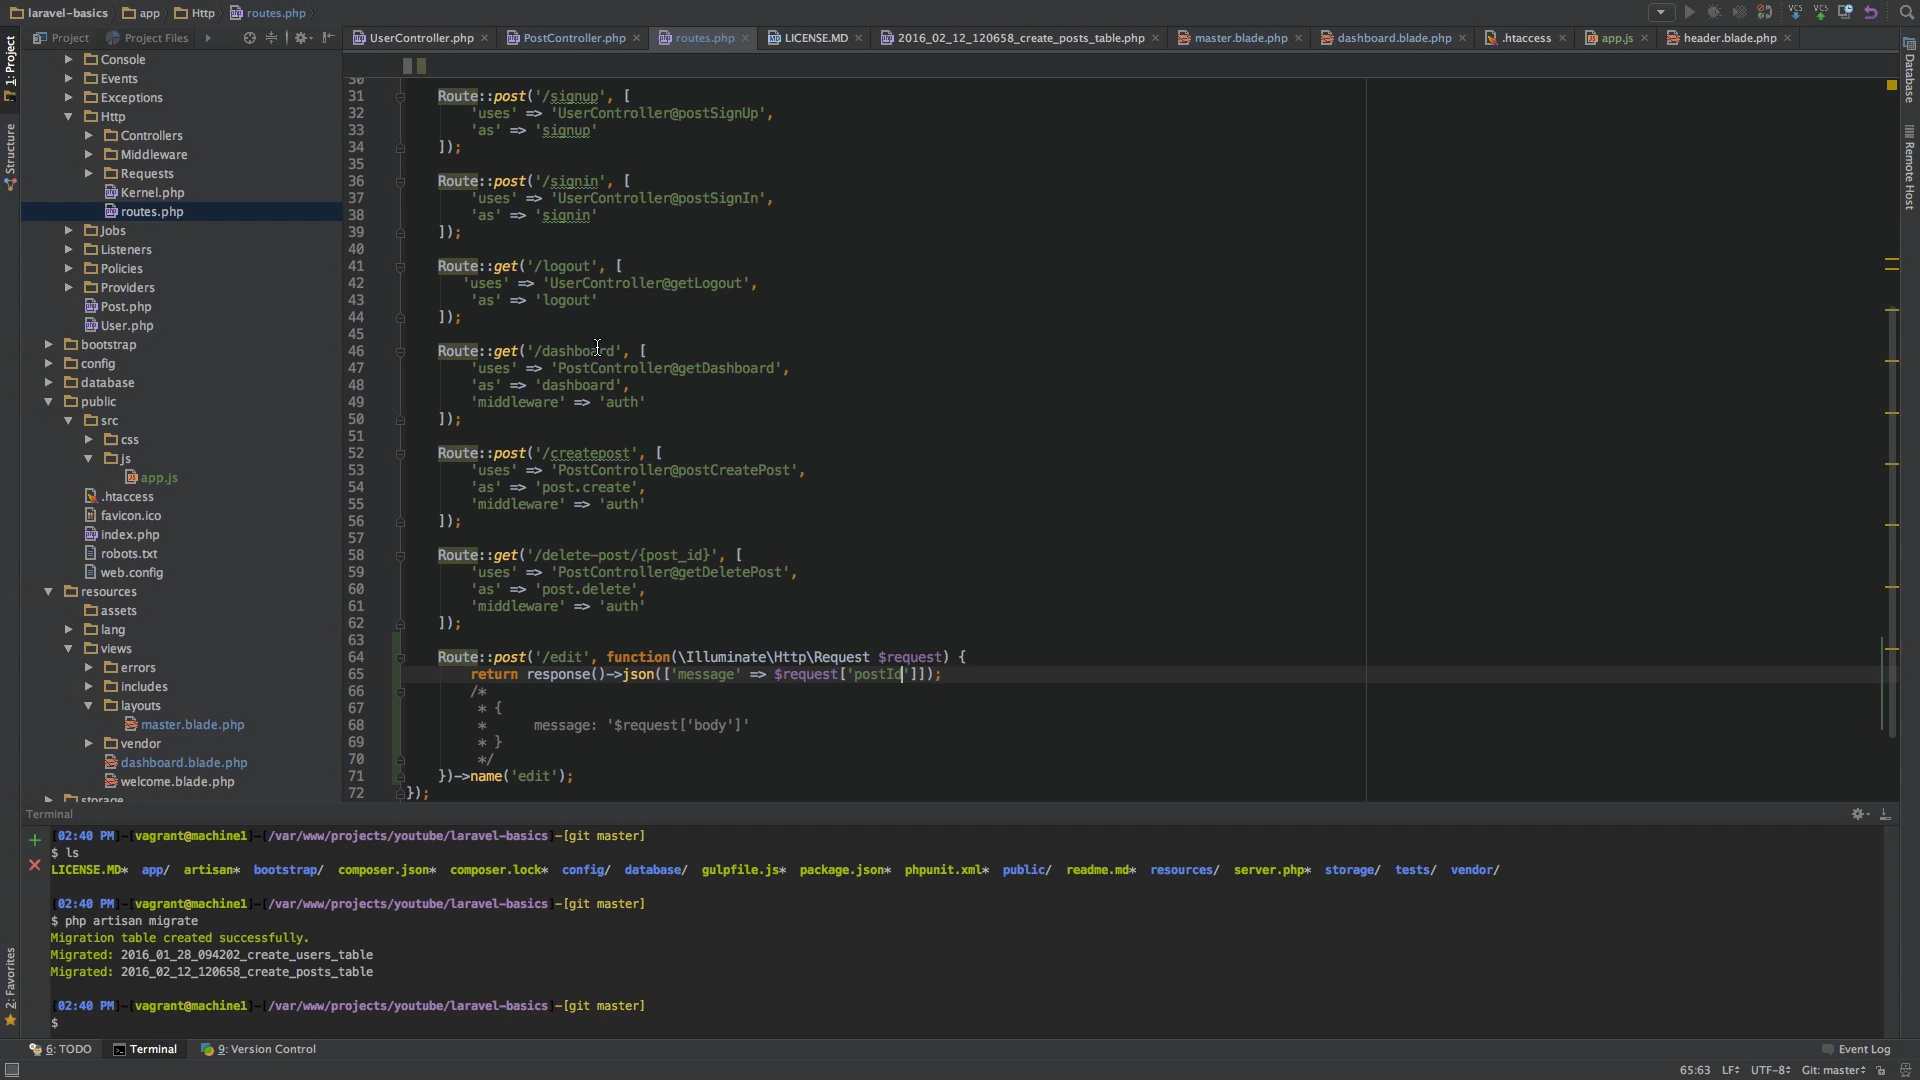 laravel-basics app Http routes.php
Project Project Files
UserController.php PostController.php routes.php LICENSE.MD 2016_02_12_120658_create_posts_table.php master.blade.php dashboard.blade.php .htaccess app.js header.blade.php
1: Project
Structure
2: Favorites
Database
Remote Host
Console
Events
Exceptions
Http
Controllers
Middleware
Requests
Kernel.php
routes.php
Jobs
Listeners
Policies
Providers
Post.php
User.php
bootstrap
config
database
public
src
css
js
app.js
.htaccess
favicon.ico
index.php
robots.txt
web.config
resources
assets
lang
views
errors
includes
layouts
master.blade.php
vendor
dashboard.blade.php
welcome.blade.php
storage
30
31 Route::post('/signup', [
32 'uses' => 'UserController@postSignUp',
33 'as' => 'signup'
34 ]);
35
36 Route::post('/signin', [
37 'uses' => 'UserController@postSignIn',
38 'as' => 'signin'
39 ]);
40
41 Route::get('/logout', [
42 'uses' => 'UserController@getLogout',
43 'as' => 'logout'
44 ]);
45
46 Route::get('/dashboard', [
47 'uses' => 'PostController@getDashboard',
48 'as' => 'dashboard',
49 'middleware' => 'auth'
50 ]);
51
52 Route::post('/createpost', [
53 'uses' => 'PostController@postCreatePost',
54 'as' => 'post.create',
55 'middleware' => 'auth'
56 ]);
57
58 Route::get('/delete-post/{post_id}', [
59 'uses' => 'PostController@getDeletePost',
60 'as' => 'post.delete',
61 'middleware' => 'auth'
62 ]);
63
64 Route::post('/edit', function(\Illuminate\Http\Request $request) {
65 return response()->json(['message' => $request['postId']]);
66 /*
67 * {
68 * message: '$request['body']'
69 * }
70 */
71 })->name('edit');
72 });
Terminal
[02:40 PM]-[vagrant@machine1]-[/var/www/projects/youtube/laravel-basics]-[git master]
$ ls
LICENSE.MD* app/ artisan* bootstrap/ composer.json* composer.lock* config/ database/ gulpfile.js* package.json* phpunit.xml* public/ readme.md* resources/ server.php* storage/ tests/ vendor/
[02:40 PM]-[vagrant@machine1]-[/var/www/projects/youtube/laravel-basics]-[git master]
$ php artisan migrate
Migration table created successfully.
Migrated: 2016_01_28_094202_create_users_table
Migrated: 2016_02_12_120658_create_posts_table
[02:40 PM]-[vagrant@machine1]-[/var/www/projects/youtube/laravel-basics]-[git master]
$
6: TODO Terminal 9: Version Control Event Log
65:63 LF UTF-8 Git: master